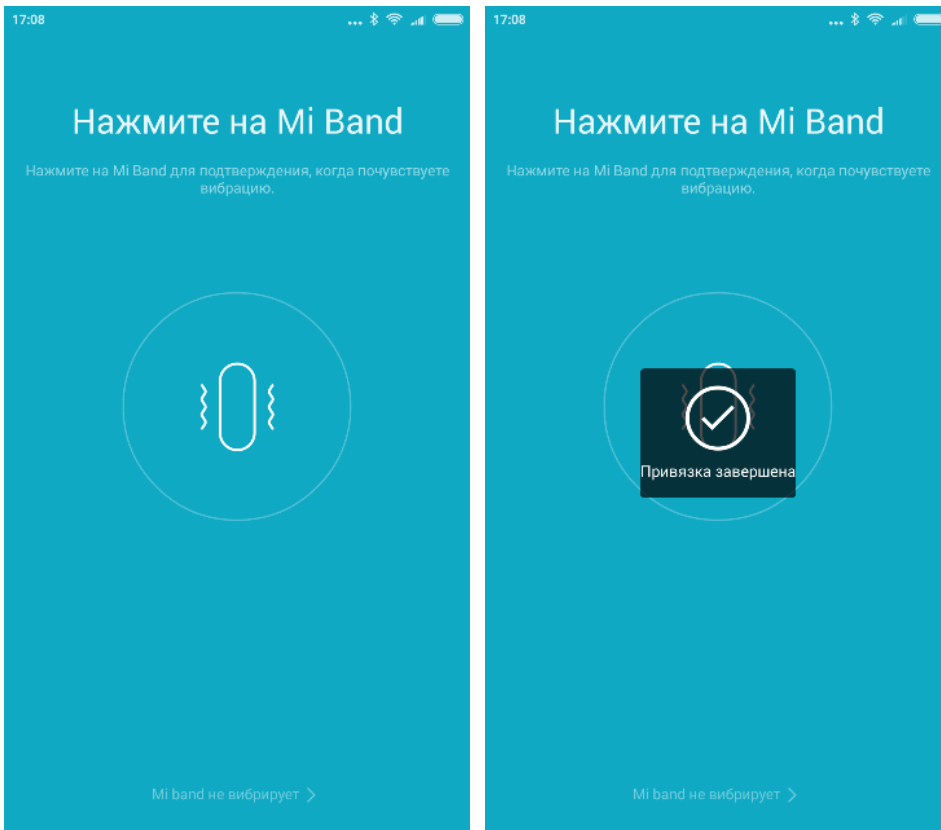 17:08
Нажмите на Mi Band
Нажмите на Mi Band для подтверждения, когда почувствуете
вибрацию.
Mi band не вибрирует
17:08
Нажмите на Mi Band
Нажмите на Mi Band для подтверждения, когда почувствуете
вибрацию.
Привязка завершена
Mi band не вибрирует